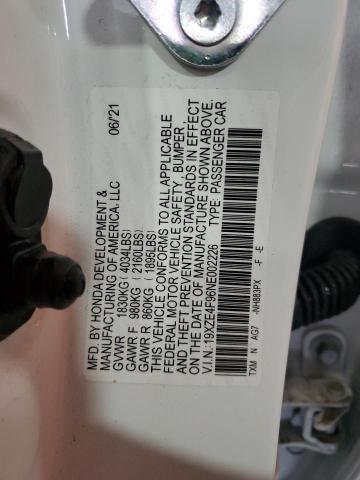 MFD. BY HONDA DEVELOPMENT &
MANUFACTURING OF AMERICA, LLC 06/21
GVWR 1830KG (4034LBS)
GAWR F 980KG (2160LBS)
GAWR R 860KG (1895LBS)
THIS VEHICLE CONFORMS TO ALL APPLICABLE
FEDERAL MOTOR VEHICLE SAFETY, BUMPER,
AND THEFT PREVENTION STANDARDS IN EFFECT
ON THE DATE OF MANUFACTURE SHOWN ABOVE.
V.I.N.:19XZE4F96NE002226 TYPE: PASSENGER CAR
TXM N AG7 -NH883PX -F -E